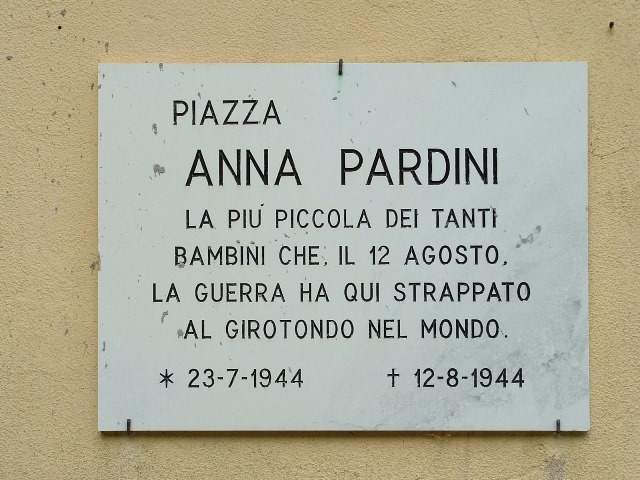 PIAZZA
ANNA PARDINI
LA PIU' PICCOLA DEI TANTI
BAMBINI CHE, IL 12 AGOSTO,
LA GUERRA HA QUI STRAPPATO
AL GIROTONDO NEL MONDO.
* 23-7-1944 † 12-8-1944